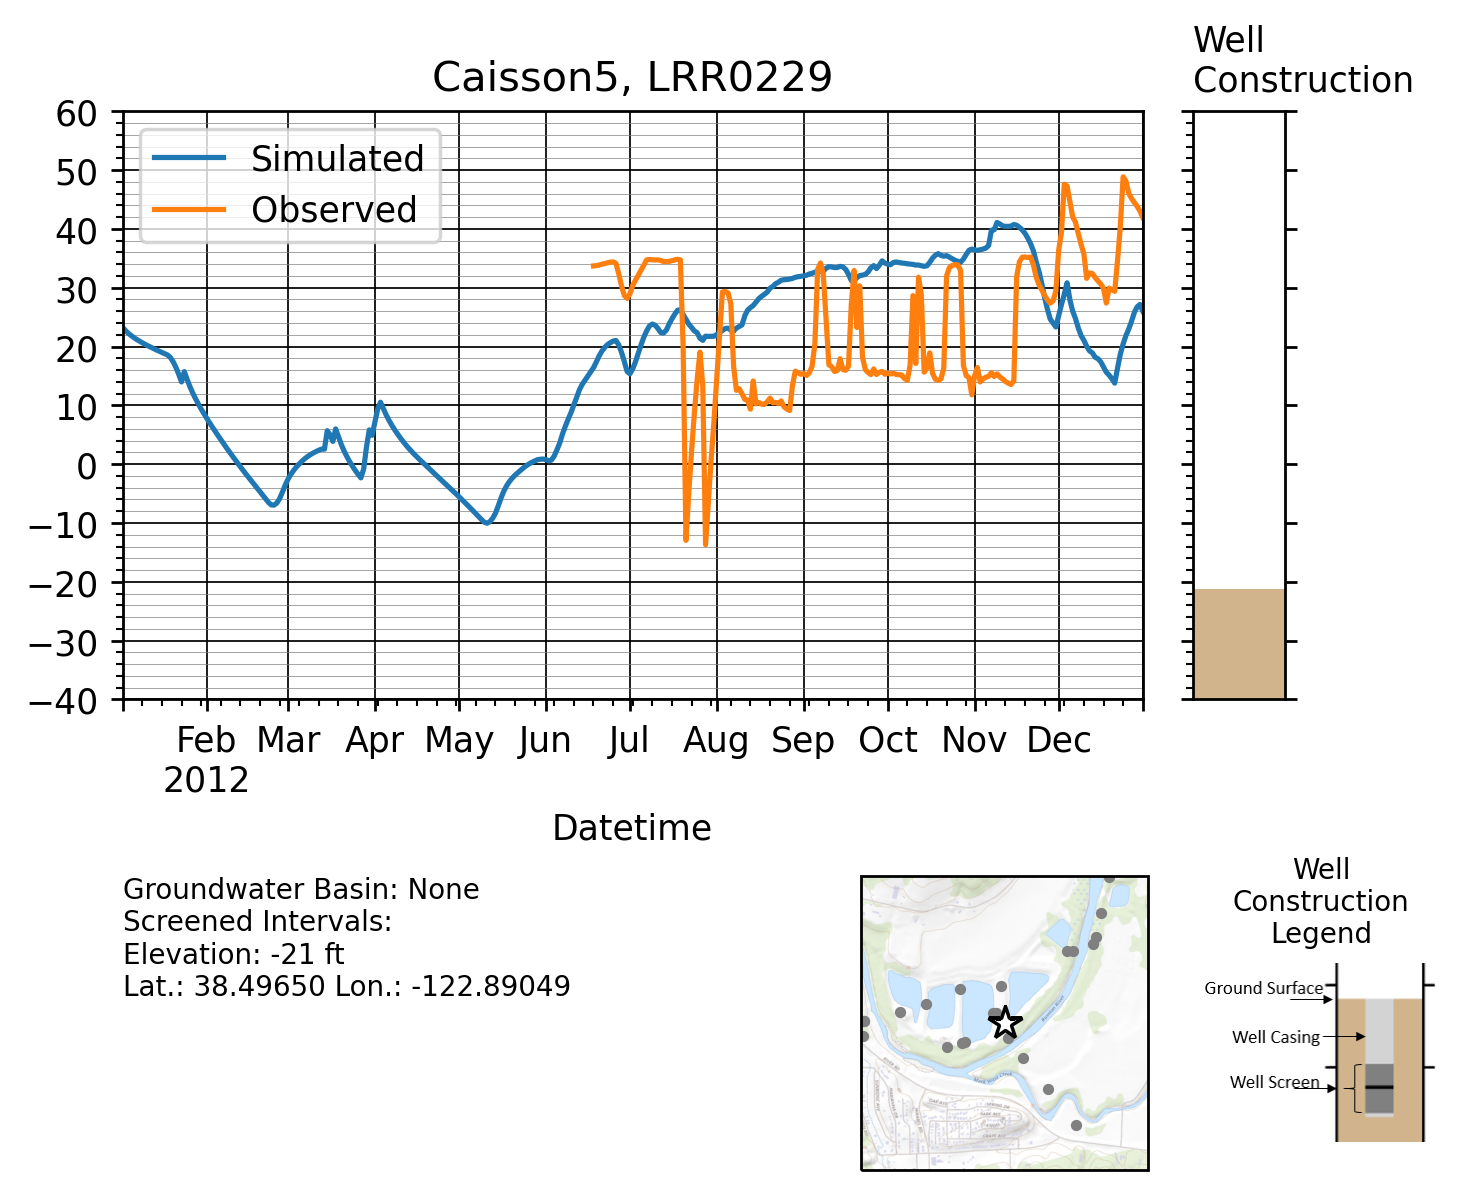 Well
Construction
Caisson5, LRR0229
Simulated
Observed
60
50
40
30
20
10
0
−10
−20
−30
−40
Feb Mar Apr May Jun Jul Aug Sep Oct Nov Dec
2012
Datetime
Groundwater Basin: None
Screened Intervals:
Elevation: -21 ft
Lat.: 38.49650 Lon.: -122.89049
Well
Construction
Legend
Ground Surface
Well Casing
Well Screen